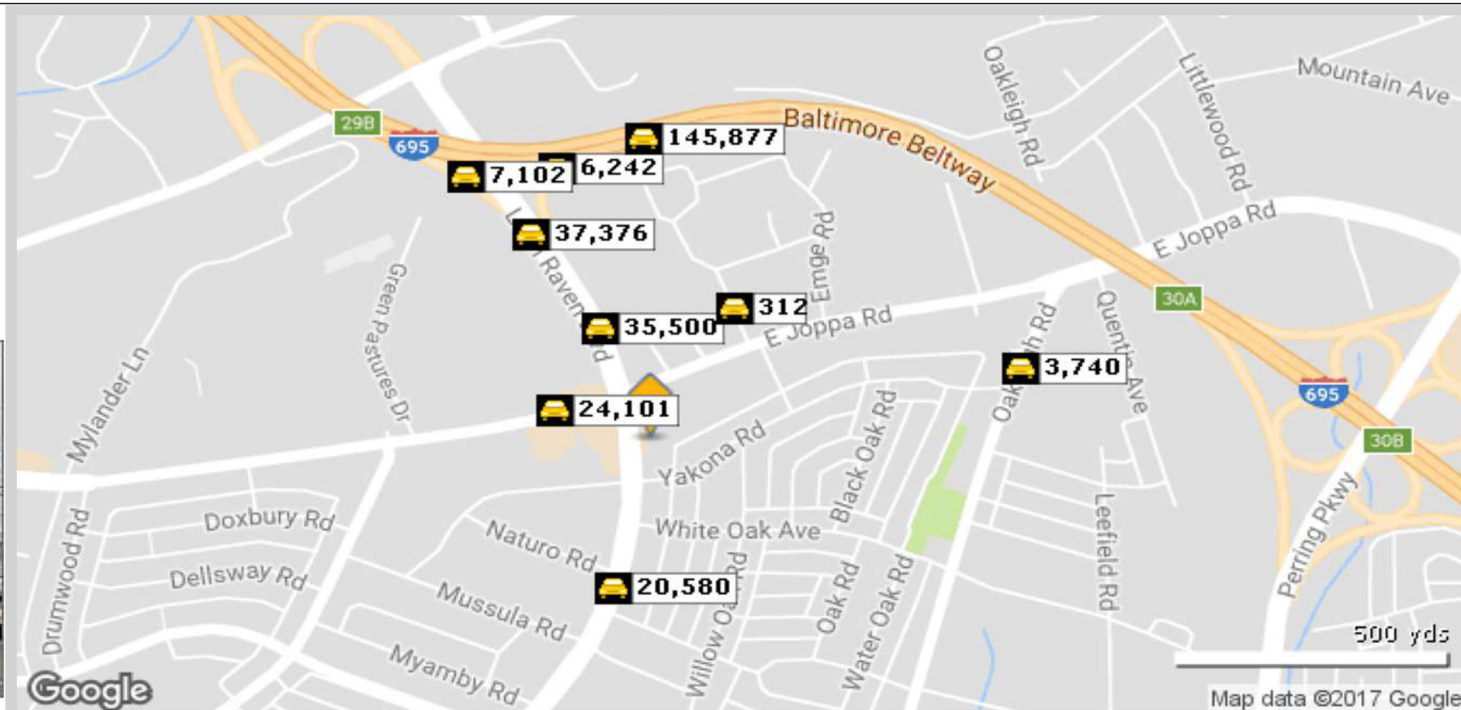 Mountain Ave
Littlewood Rd
Oakleigh Rd
29B
695
145,877
Baltimore Beltway
7,102
6,242
E Joppa Rd
37,376
Emge Rd
Green Pastures Dr
30A
312
35,500
E Joppa Rd
Quentin Ave
3,740
Mylander Ln
24,101
695
30B
Yakona Rd
Black Oak Rd
Doxbury Rd
Naturo Rd
White Oak Ave
Leefield Rd
Perring Pkwy
Drumwood Rd
Dellsway Rd
20,580
Mussula Rd
Oak Rd
Water Oak Rd
Myamby Rd
500 yds
Google
Map data ©2017 Google